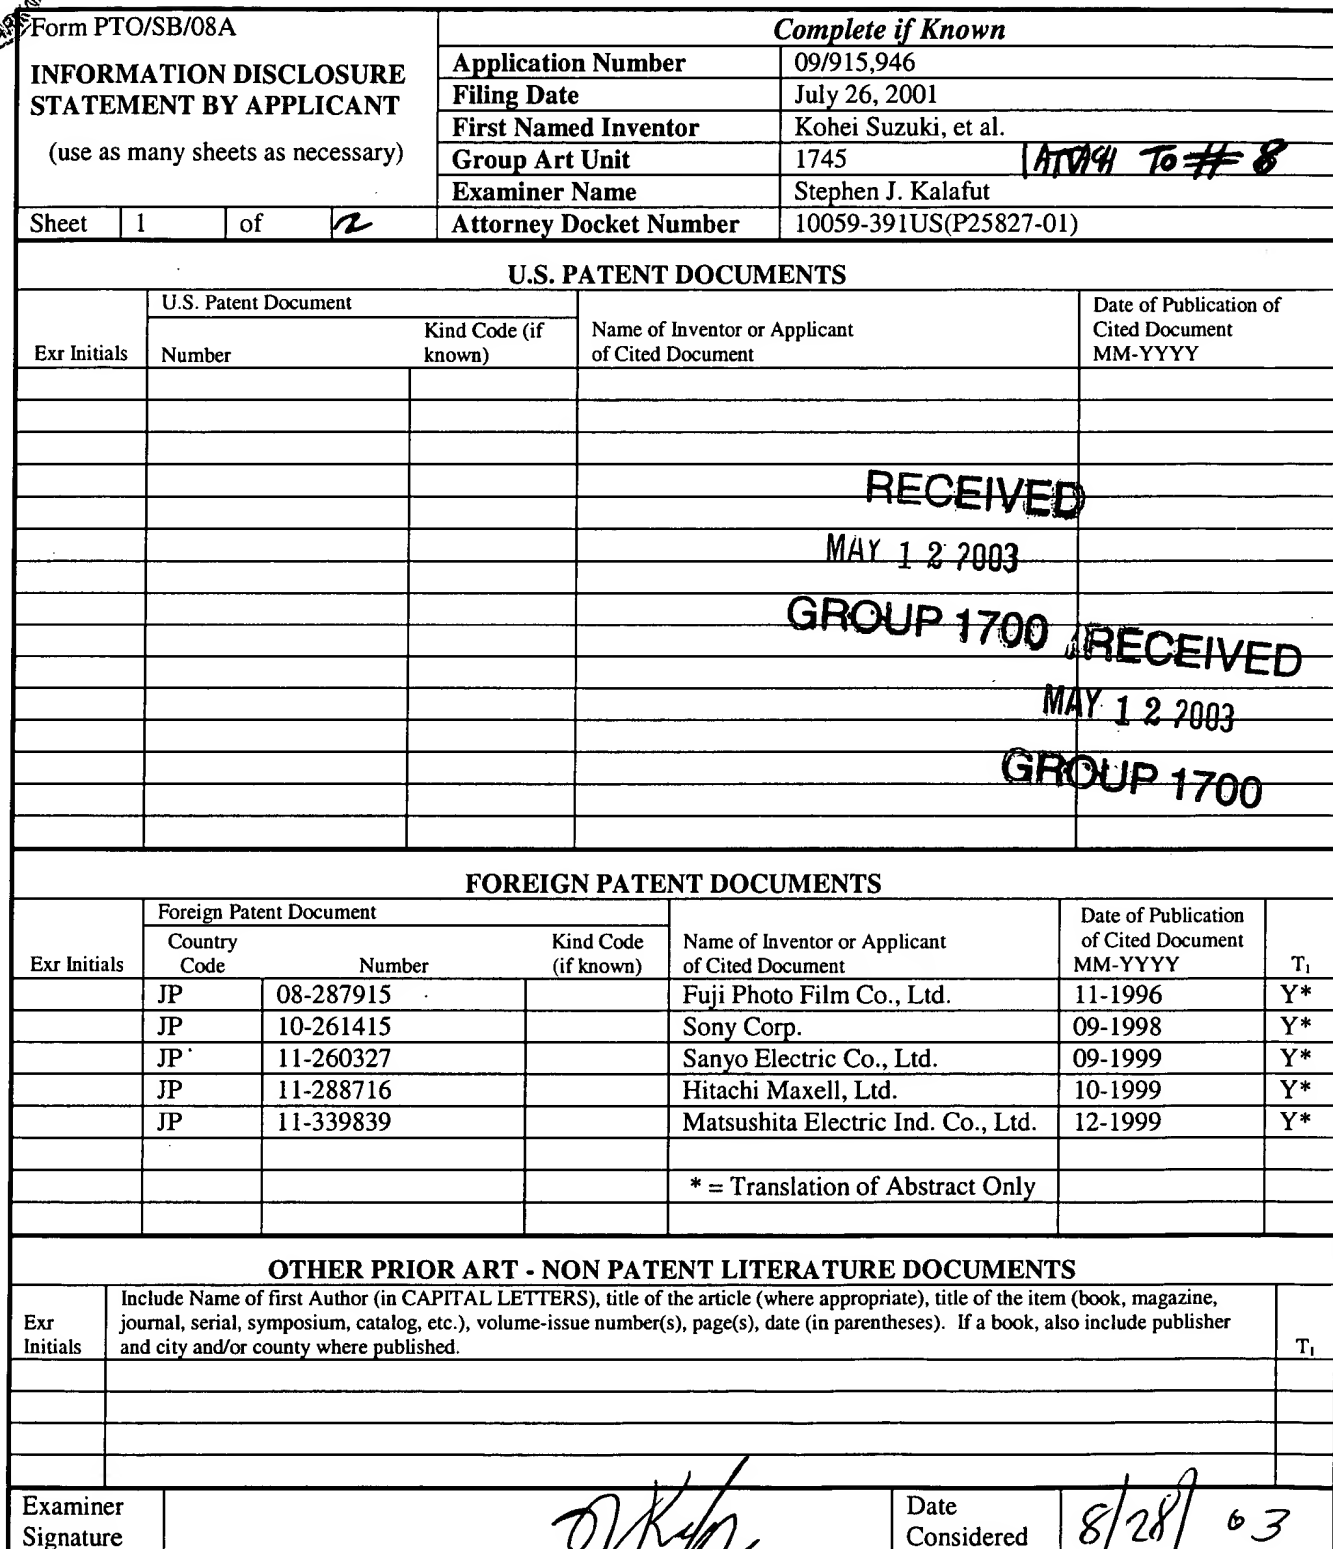 Form PTO/SB/08A
INFORMATION DISCLOSURE
STATEMENT BY APPLICANT
(use as many sheets as necessary)
Sheet 1 of 2
Complete if Known
Application Number 09/915,946
Filing Date July 26, 2001
First Named Inventor Kohei Suzuki, et al.
Group Art Unit 1745
ATTACH TO # 8
Examiner Name Stephen J. Kalafut
Attorney Docket Number 10059-391US(P25827-01)
U.S. PATENT DOCUMENTS
Exr Initials
U.S. Patent Document
Number
Kind Code (if
known)
Name of Inventor or Applicant
of Cited Document
Date of Publication of
Cited Document
MM-YYYY
RECEIVED
MAY 12 2003
GROUP 1700
RECEIVED
MAY 12 2003
GROUP 1700
FOREIGN PATENT DOCUMENTS
Exr Initials
Foreign Patent Document
Country
Code
Number
Kind Code
(if known)
Name of Inventor or Applicant
of Cited Document
Date of Publication
of Cited Document
MM-YYYY
T1
JP 08-287915 Fuji Photo Film Co., Ltd. 11-1996 Y*
JP 10-261415 Sony Corp. 09-1998 Y*
JP 11-260327 Sanyo Electric Co., Ltd. 09-1999 Y*
JP 11-288716 Hitachi Maxell, Ltd. 10-1999 Y*
JP 11-339839 Matsushita Electric Ind. Co., Ltd. 12-1999 Y*
* = Translation of Abstract Only
OTHER PRIOR ART - NON PATENT LITERATURE DOCUMENTS
Exr
Initials
Include Name of first Author (in CAPITAL LETTERS), title of the article (where appropriate), title of the item (book, magazine,
journal, serial, symposium, catalog, etc.), volume-issue number(s), page(s), date (in parentheses). If a book, also include publisher
and city and/or county where published.
T1
Examiner
Signature
Date
Considered
8/28/03